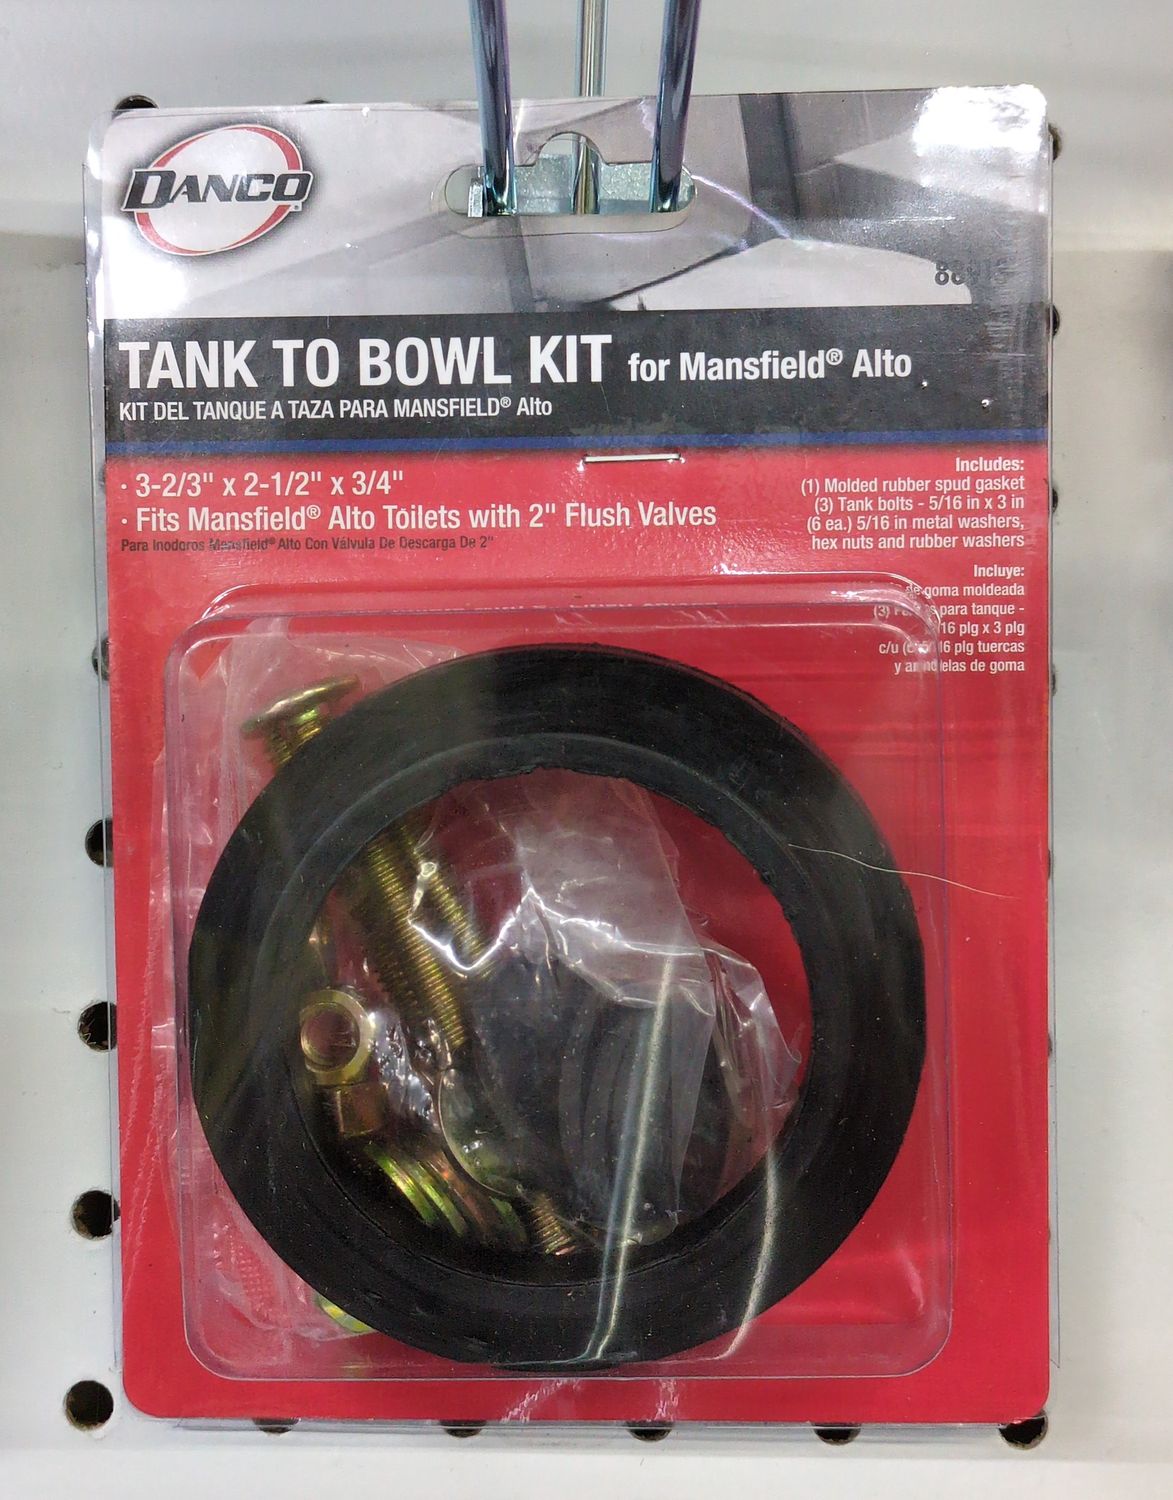 DANCO®
TANK TO BOWL KIT for Mansfield® Alto
KIT DEL TANQUE A TAZA PARA MANSFIELD® Alto
· 3-2/3" x 2-1/2" x 3/4"
· Fits Mansfield® Alto Toilets with 2" Flush Valves
Para Inodoros Mansfield® Alto Con Válvula De Descarga De 2"
Includes:
(1) Molded rubber spud gasket
(3) Tank bolts - 5/16 in x 3 in
(6 ea.) 5/16 in metal washers,
hex nuts and rubber washers
Incluye:
de goma moldeada
(3) para tanque -
plg x 3 plg
c/u plg tuercas
y de goma